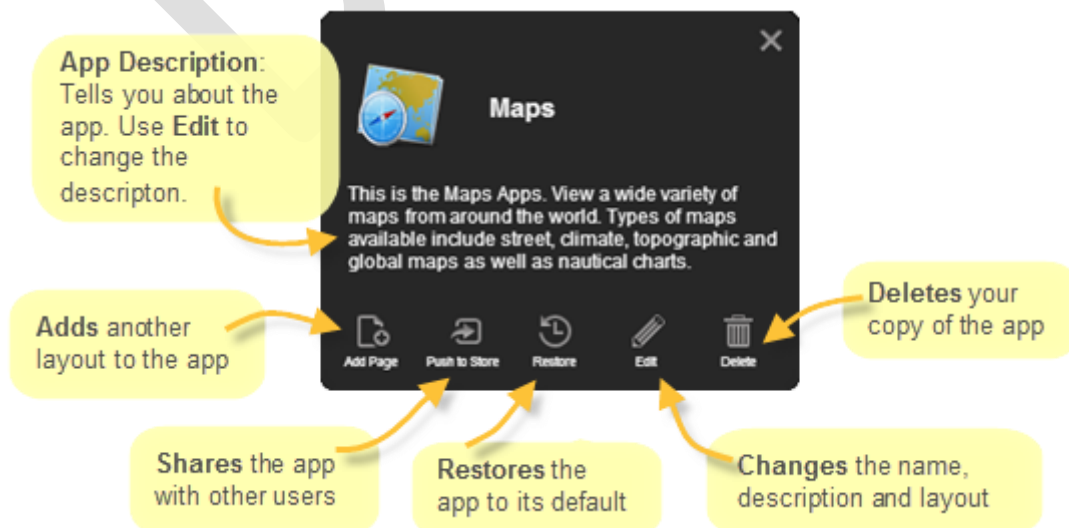 App Description:
Tells you about the
app. Use Edit to
change the
descripton.
Maps
This is the Maps Apps. View a wide variety of
maps from around the world. Types of maps
available include street, climate, topographic and
global maps as well as nautical charts.
Deletes your
copy of the app
Adds another
layout to the app
Add Page
Push to Store
Restore
Edit
Delete
Shares the app
with other users
Restores the
app to its default
Changes the name,
description and layout